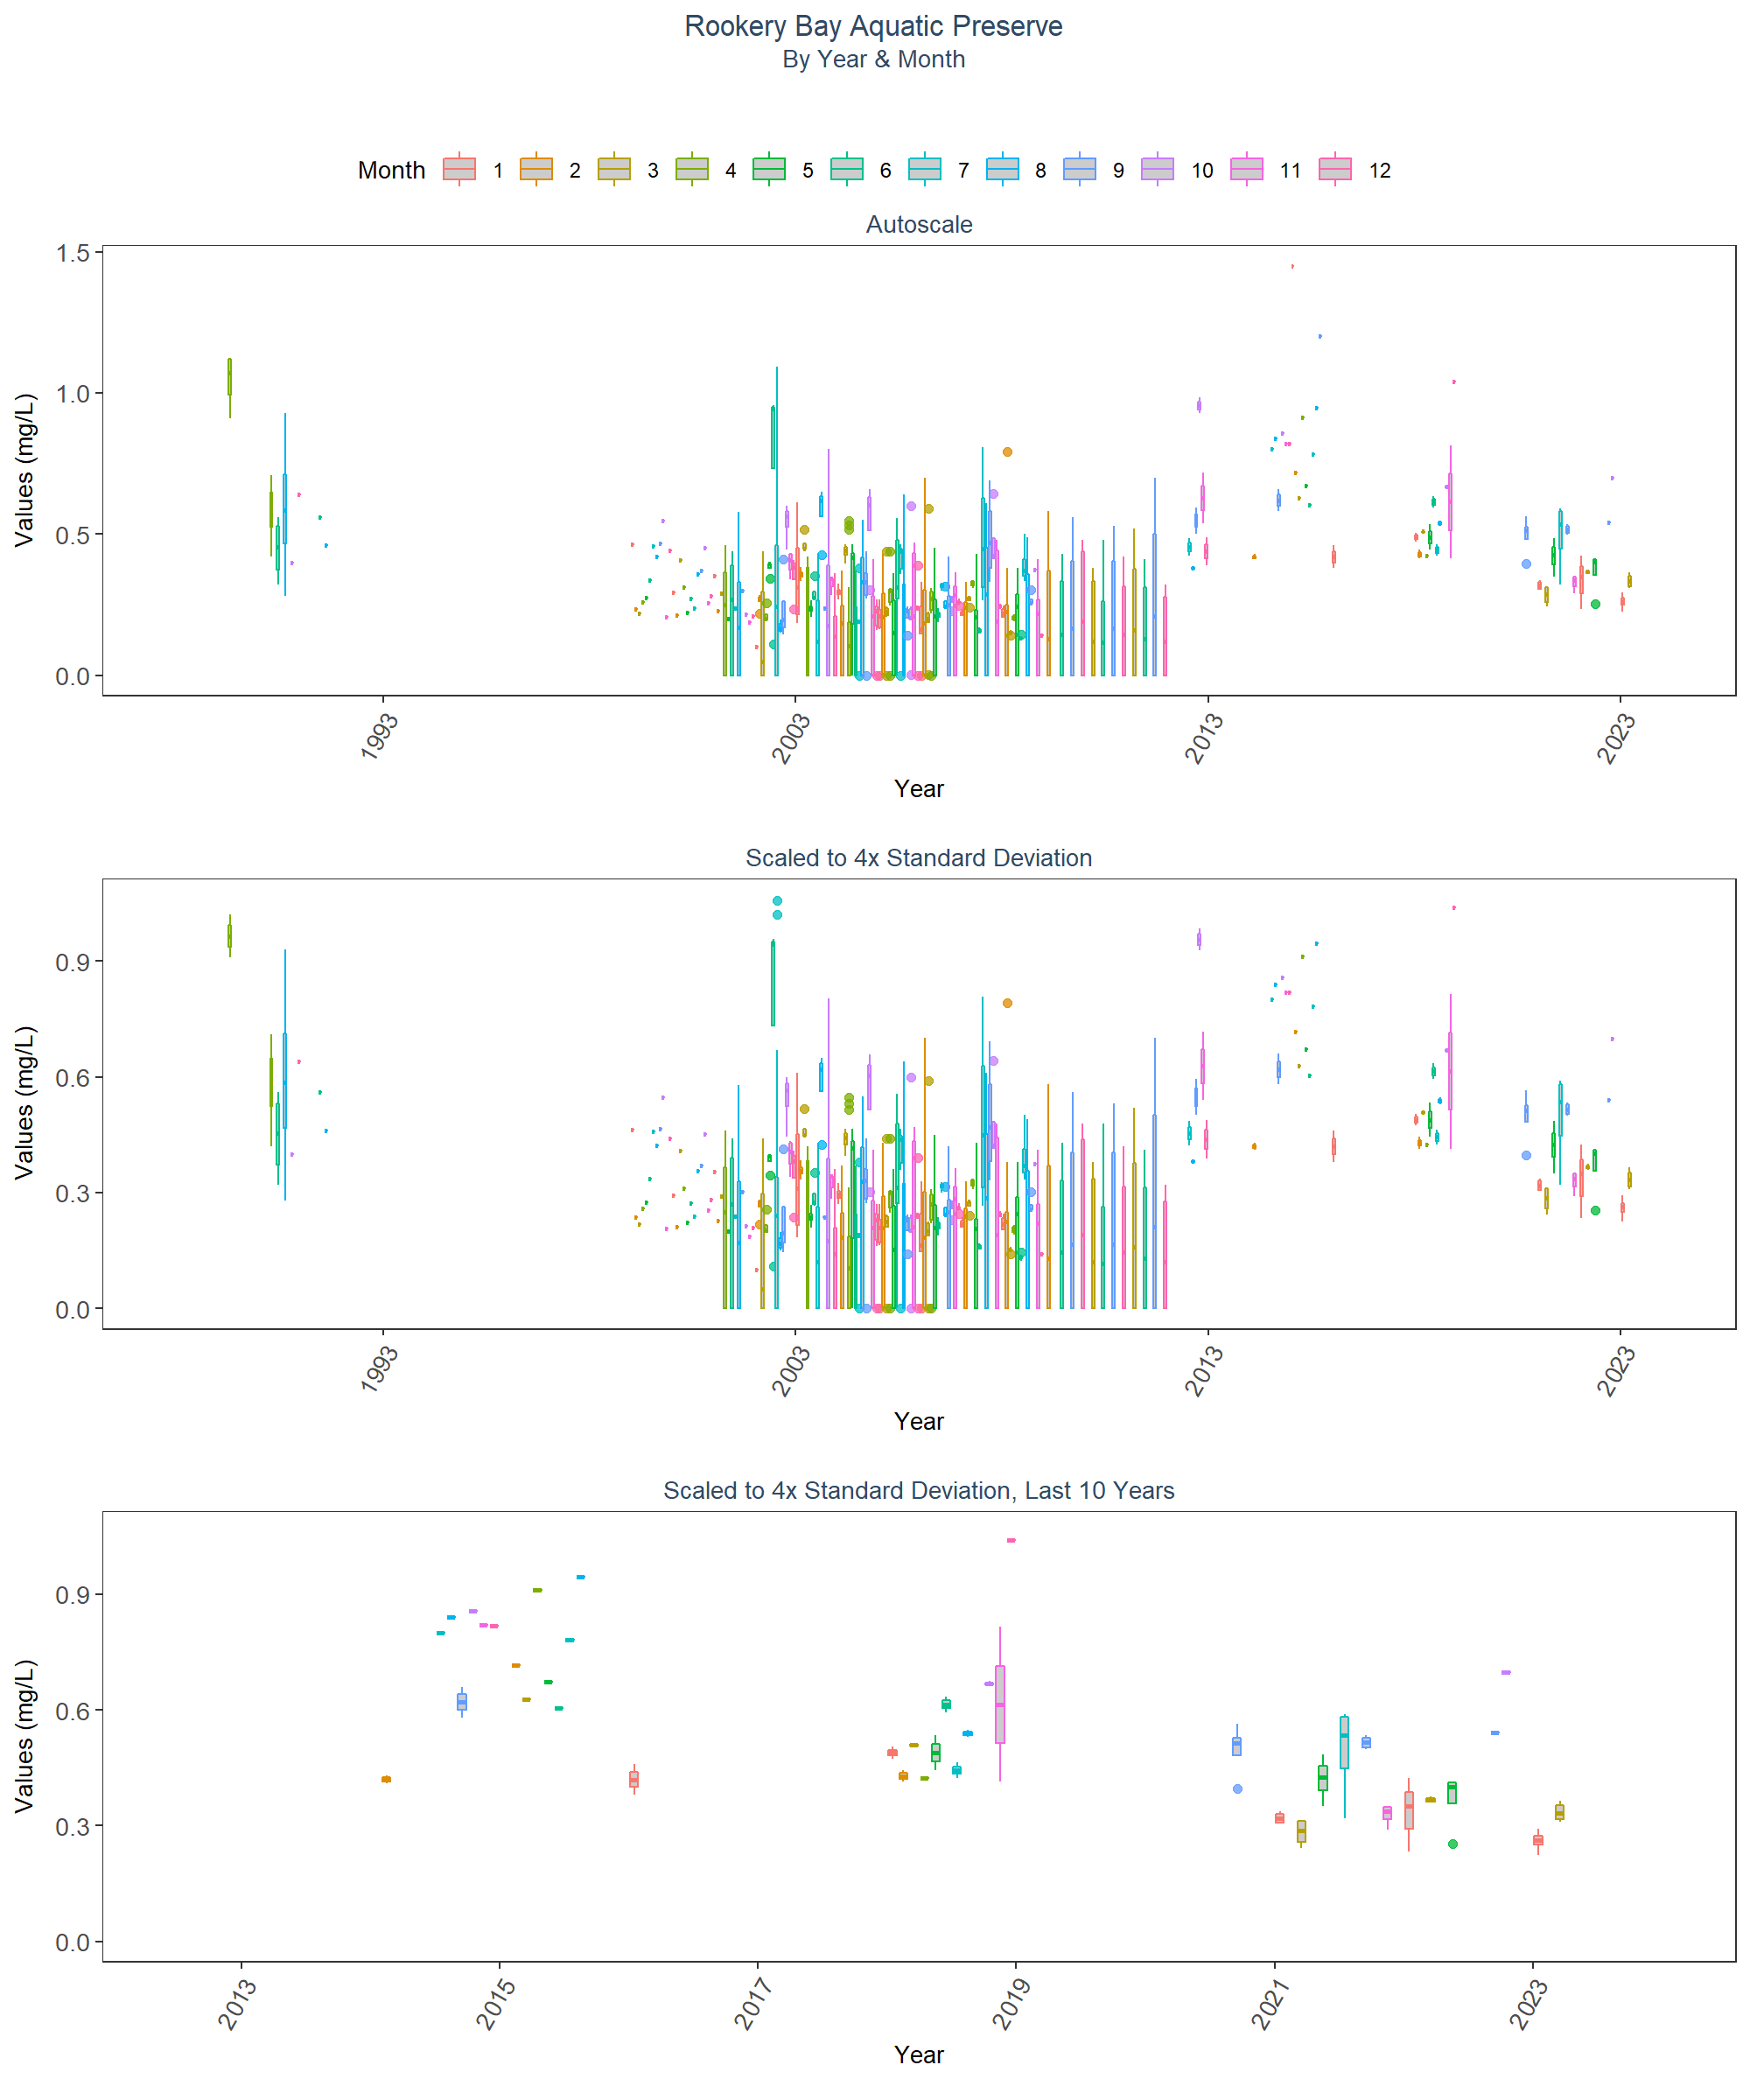 Rookery Bay Aquatic Preserve
By Year & Month
Month 1 2 3 4 5 6 7 8 9 10 11 12
Autoscale
Values (mg/L)
1.5
1.0
0.5
0.0
1993 2003 2013 2023
Year
Scaled to 4x Standard Deviation
Values (mg/L)
0.9
0.6
0.3
0.0
1993 2003 2013 2023
Year
Scaled to 4x Standard Deviation, Last 10 Years
Values (mg/L)
0.9
0.6
0.3
0.0
2013 2015 2017 2019 2021 2023
Year